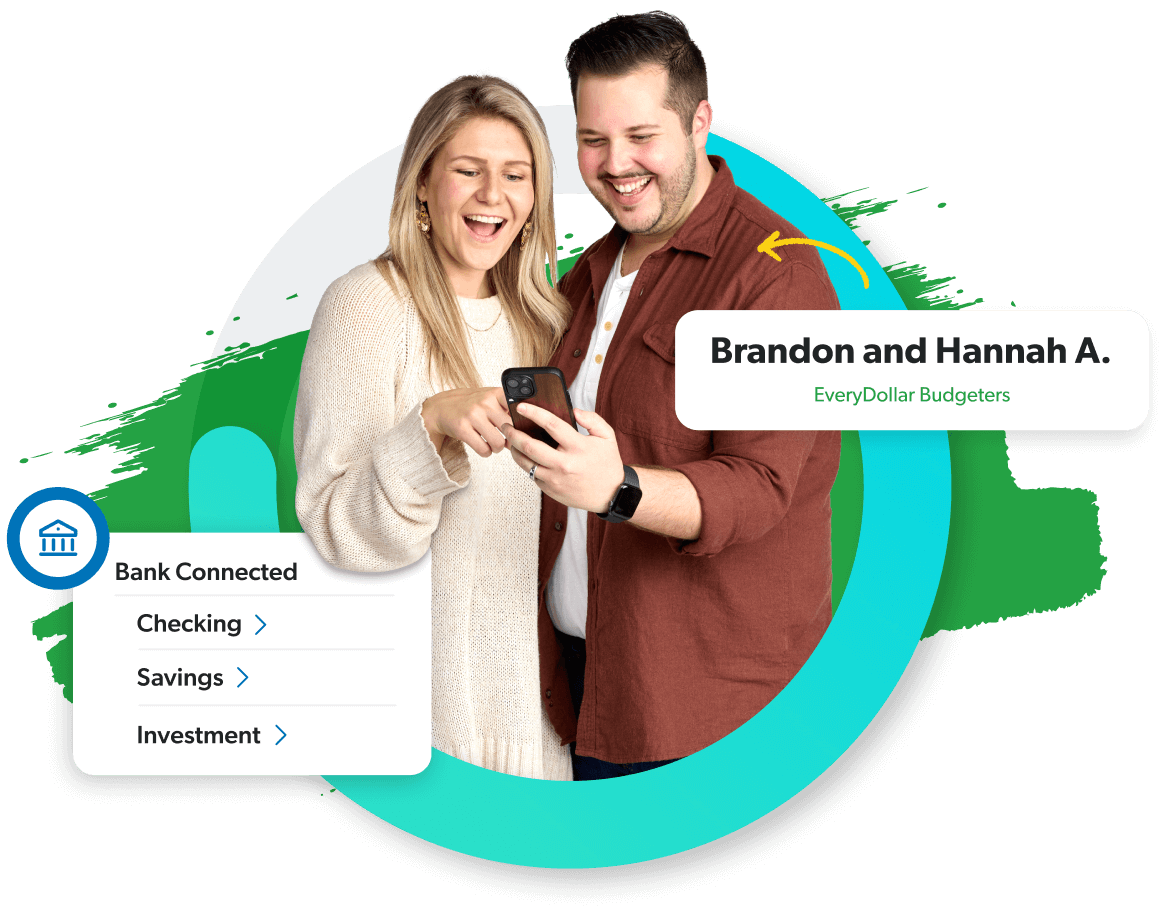 Brandon and Hannah A.
EveryDollar Budgeters
Bank Connected
Checking
Savings
Investment